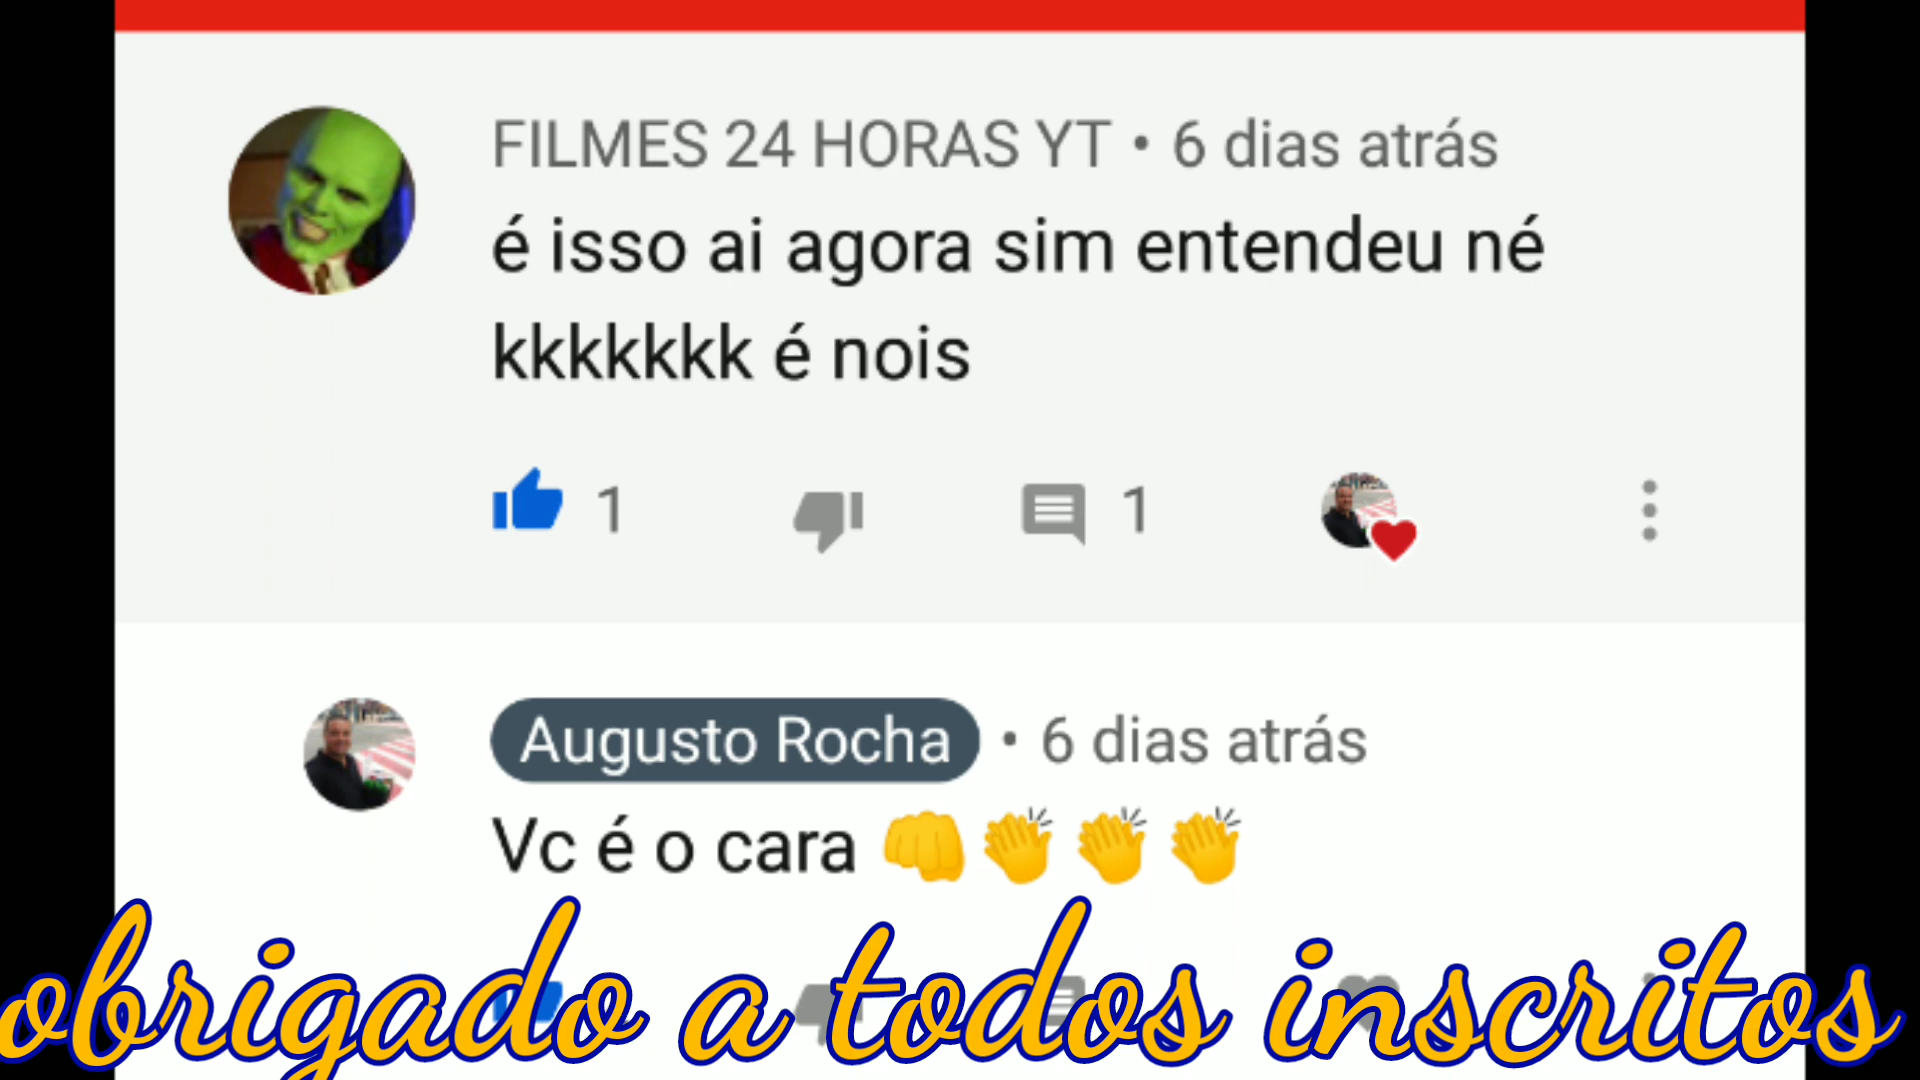 FILMES 24 HORAS YT • 6 dias atrás
é isso ai agora sim entendeu né
kkkkkkk é nois
1 1
Augusto Rocha • 6 dias atrás
Vc é o cara 👊👏👏👏
obrigado a todos inscritos